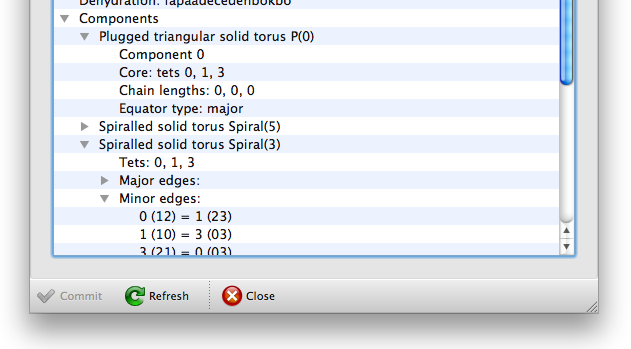 Dehydration: fapaadecedenbokbo
Components
Plugged triangular solid torus P(0)
Component 0
Core: tets 0, 1, 3
Chain lengths: 0, 0, 0
Equator type: major
Spiralled solid torus Spiral(5)
Spiralled solid torus Spiral(3)
Tets: 0, 1, 3
Major edges:
Minor edges:
0 (12) = 1 (23)
1 (10) = 3 (03)
3 (21) = 0 (03)
Commit Refresh Close